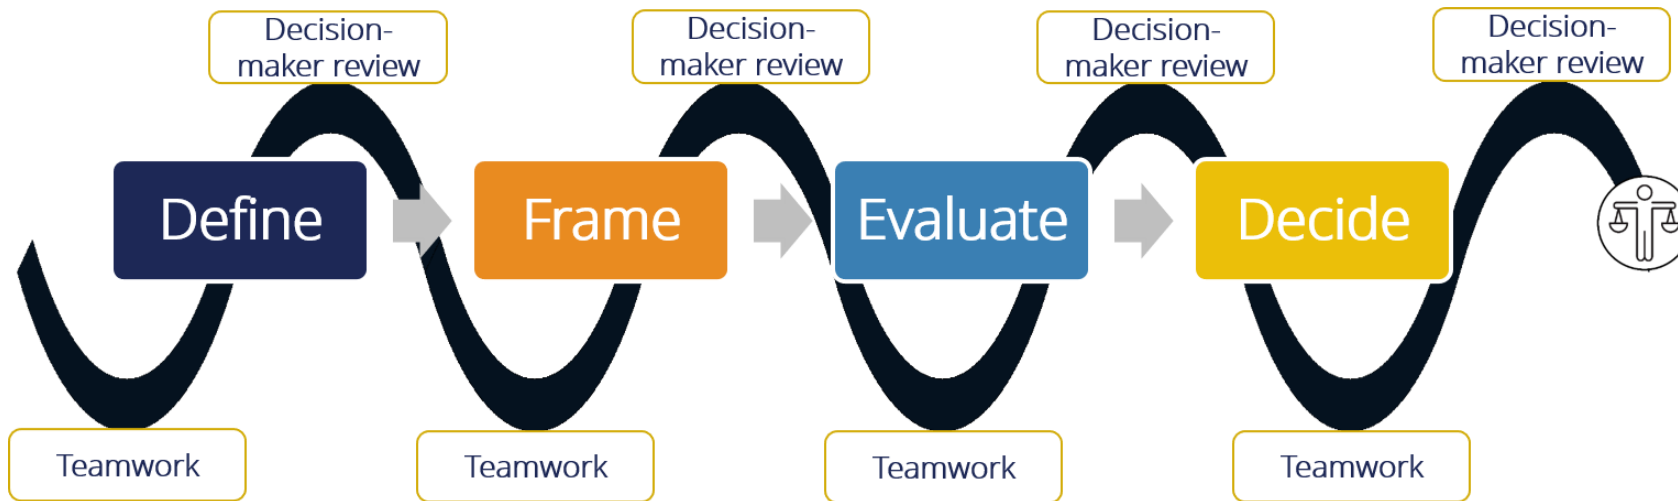 Decision-
maker review
Decision-
maker review
Decision-
maker review
Decision-
maker review
Define
Frame
Evaluate
Decide
Teamwork
Teamwork
Teamwork
Teamwork